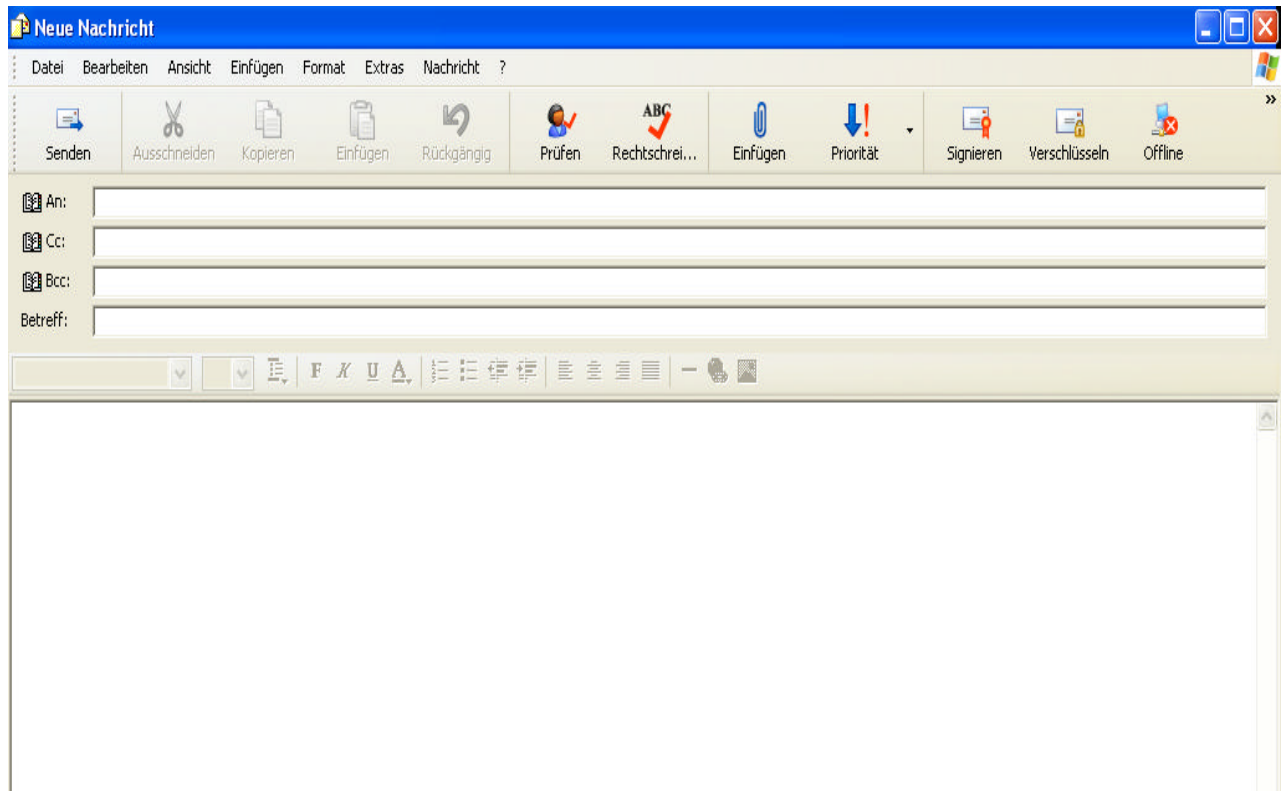 Neue Nachricht
Datei Bearbeiten Ansicht Einfügen Format Extras Nachricht ?
ABC
Senden Ausschneiden Kopieren Einfügen Rückgängig Prüfen Rechtschrei... Einfügen Priorität Signieren Verschlüsseln Offline
An:
Cc:
Bcc:
Betreff:
F K U A